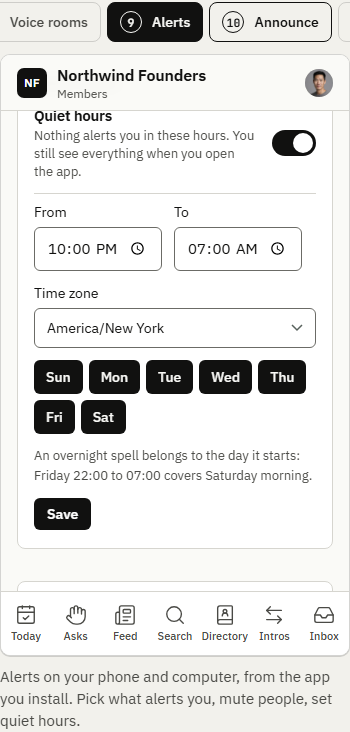 Voice rooms
9 Alerts
10 Announce
NF
Northwind Founders
Members
Quiet hours
Nothing alerts you in these hours. You
still see everything when you open
the app.
From
To
10:00 PM
07:00 AM
Time zone
America/New York
Sun
Mon
Tue
Wed
Thu
Fri
Sat
An overnight spell belongs to the day it starts:
Friday 22:00 to 07:00 covers Saturday morning.
Save
Today
Asks
Feed
Search
Directory
Intros
Inbox
Alerts on your phone and computer, from the app
you install. Pick what alerts you, mute people, set
quiet hours.